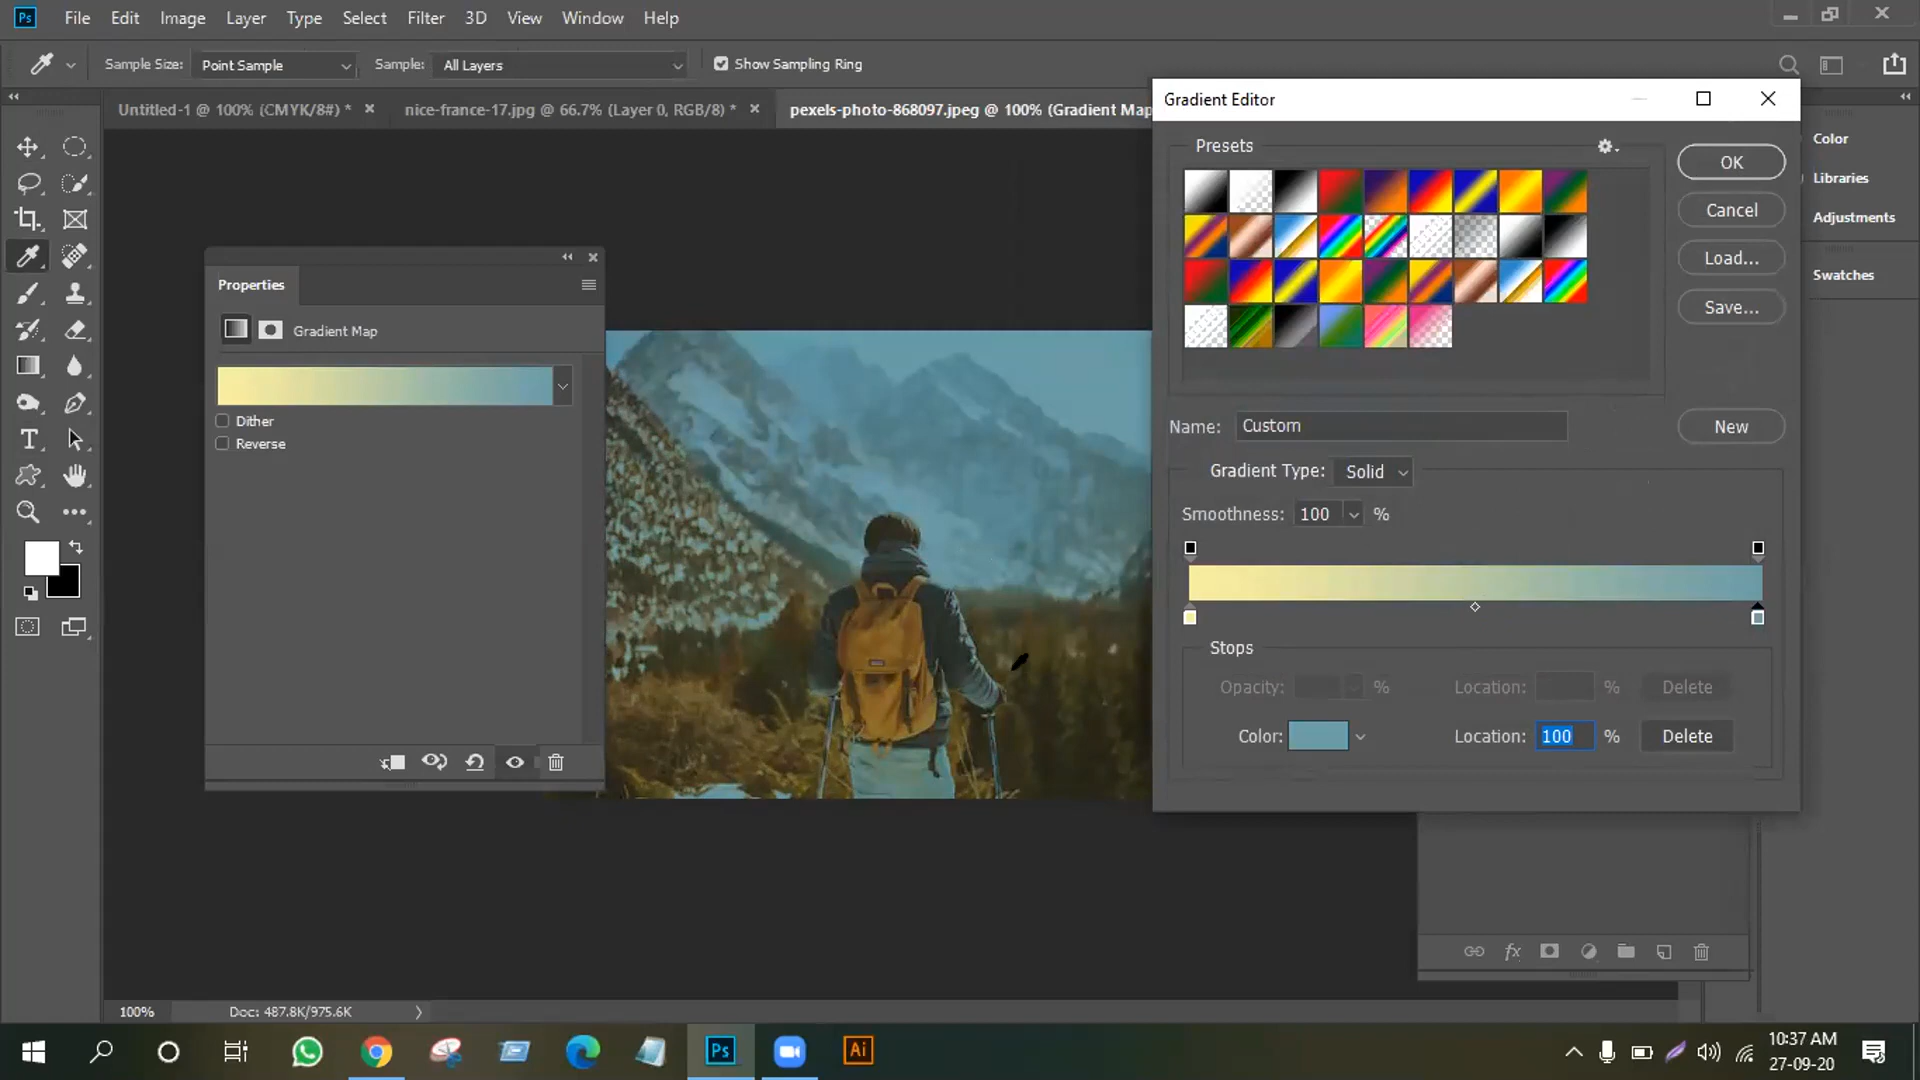 Ps File Edit Image Layer Type Select Filter 3D View Window Help
Sample Size: Point Sample Sample: All Layers Show Sampling Ring
Untitled-1 @ 100% (CMYK/8#) * nice-france-17.jpg @ 66.7% (Layer 0, RGB/8) * pexels-photo-868097.jpeg @ 100% (Gradient Map
Gradient Editor
Presets
OK
Cancel
Load...
Save...
Color
Libraries
Adjustments
Swatches
Properties
Gradient Map
Dither
Reverse
Name: Custom New
Gradient Type: Solid
Smoothness: 100 %
Stops
Opacity: % Location: % Delete
Color: Location: 100 % Delete
fx
100% Doc: 487.8K/975.6K
Ps Ai
10:37 AM
27-09-20